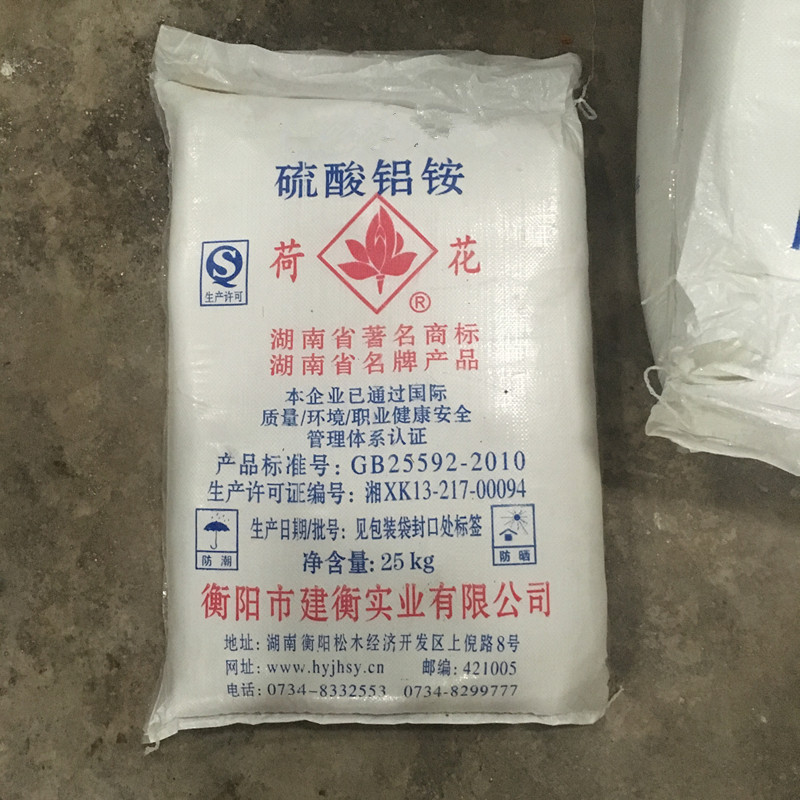 硫酸铝铵
荷 花
®
生产许可
湖南省著名商标
湖南省名牌产品
本企业已通过国际
质量/环境/职业健康安全
管理体系认证
产品标准号：GB25592-2010
生产许可证编号：湘XK13-217-00094
生产日期/批号：见包装袋封口处标签
防潮
防晒
净含量：25kg
衡阳市建衡实业有限公司
地址：湖南衡阳松木经济开发区上倪路8号
网址：www.hyjhsy.cn 邮编：421005
电话：0734-8332553 0734-8299777